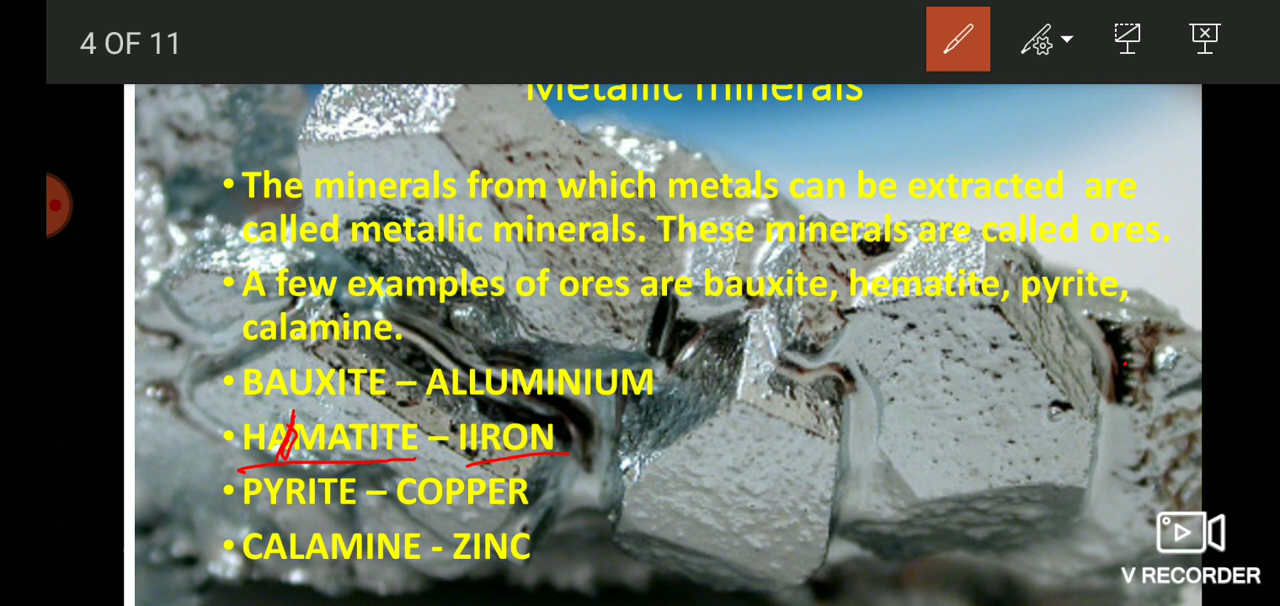 4 OF 11
Metallic minerals
• The minerals from which metals can be extracted are
called metallic minerals. These minerals are called ores.
• A few examples of ores are bauxite, hematite, pyrite,
calamine.
• BAUXITE – ALLUMINIUM
• HAMATITE – IIRON
• PYRITE – COPPER
• CALAMINE - ZINC
V RECORDER